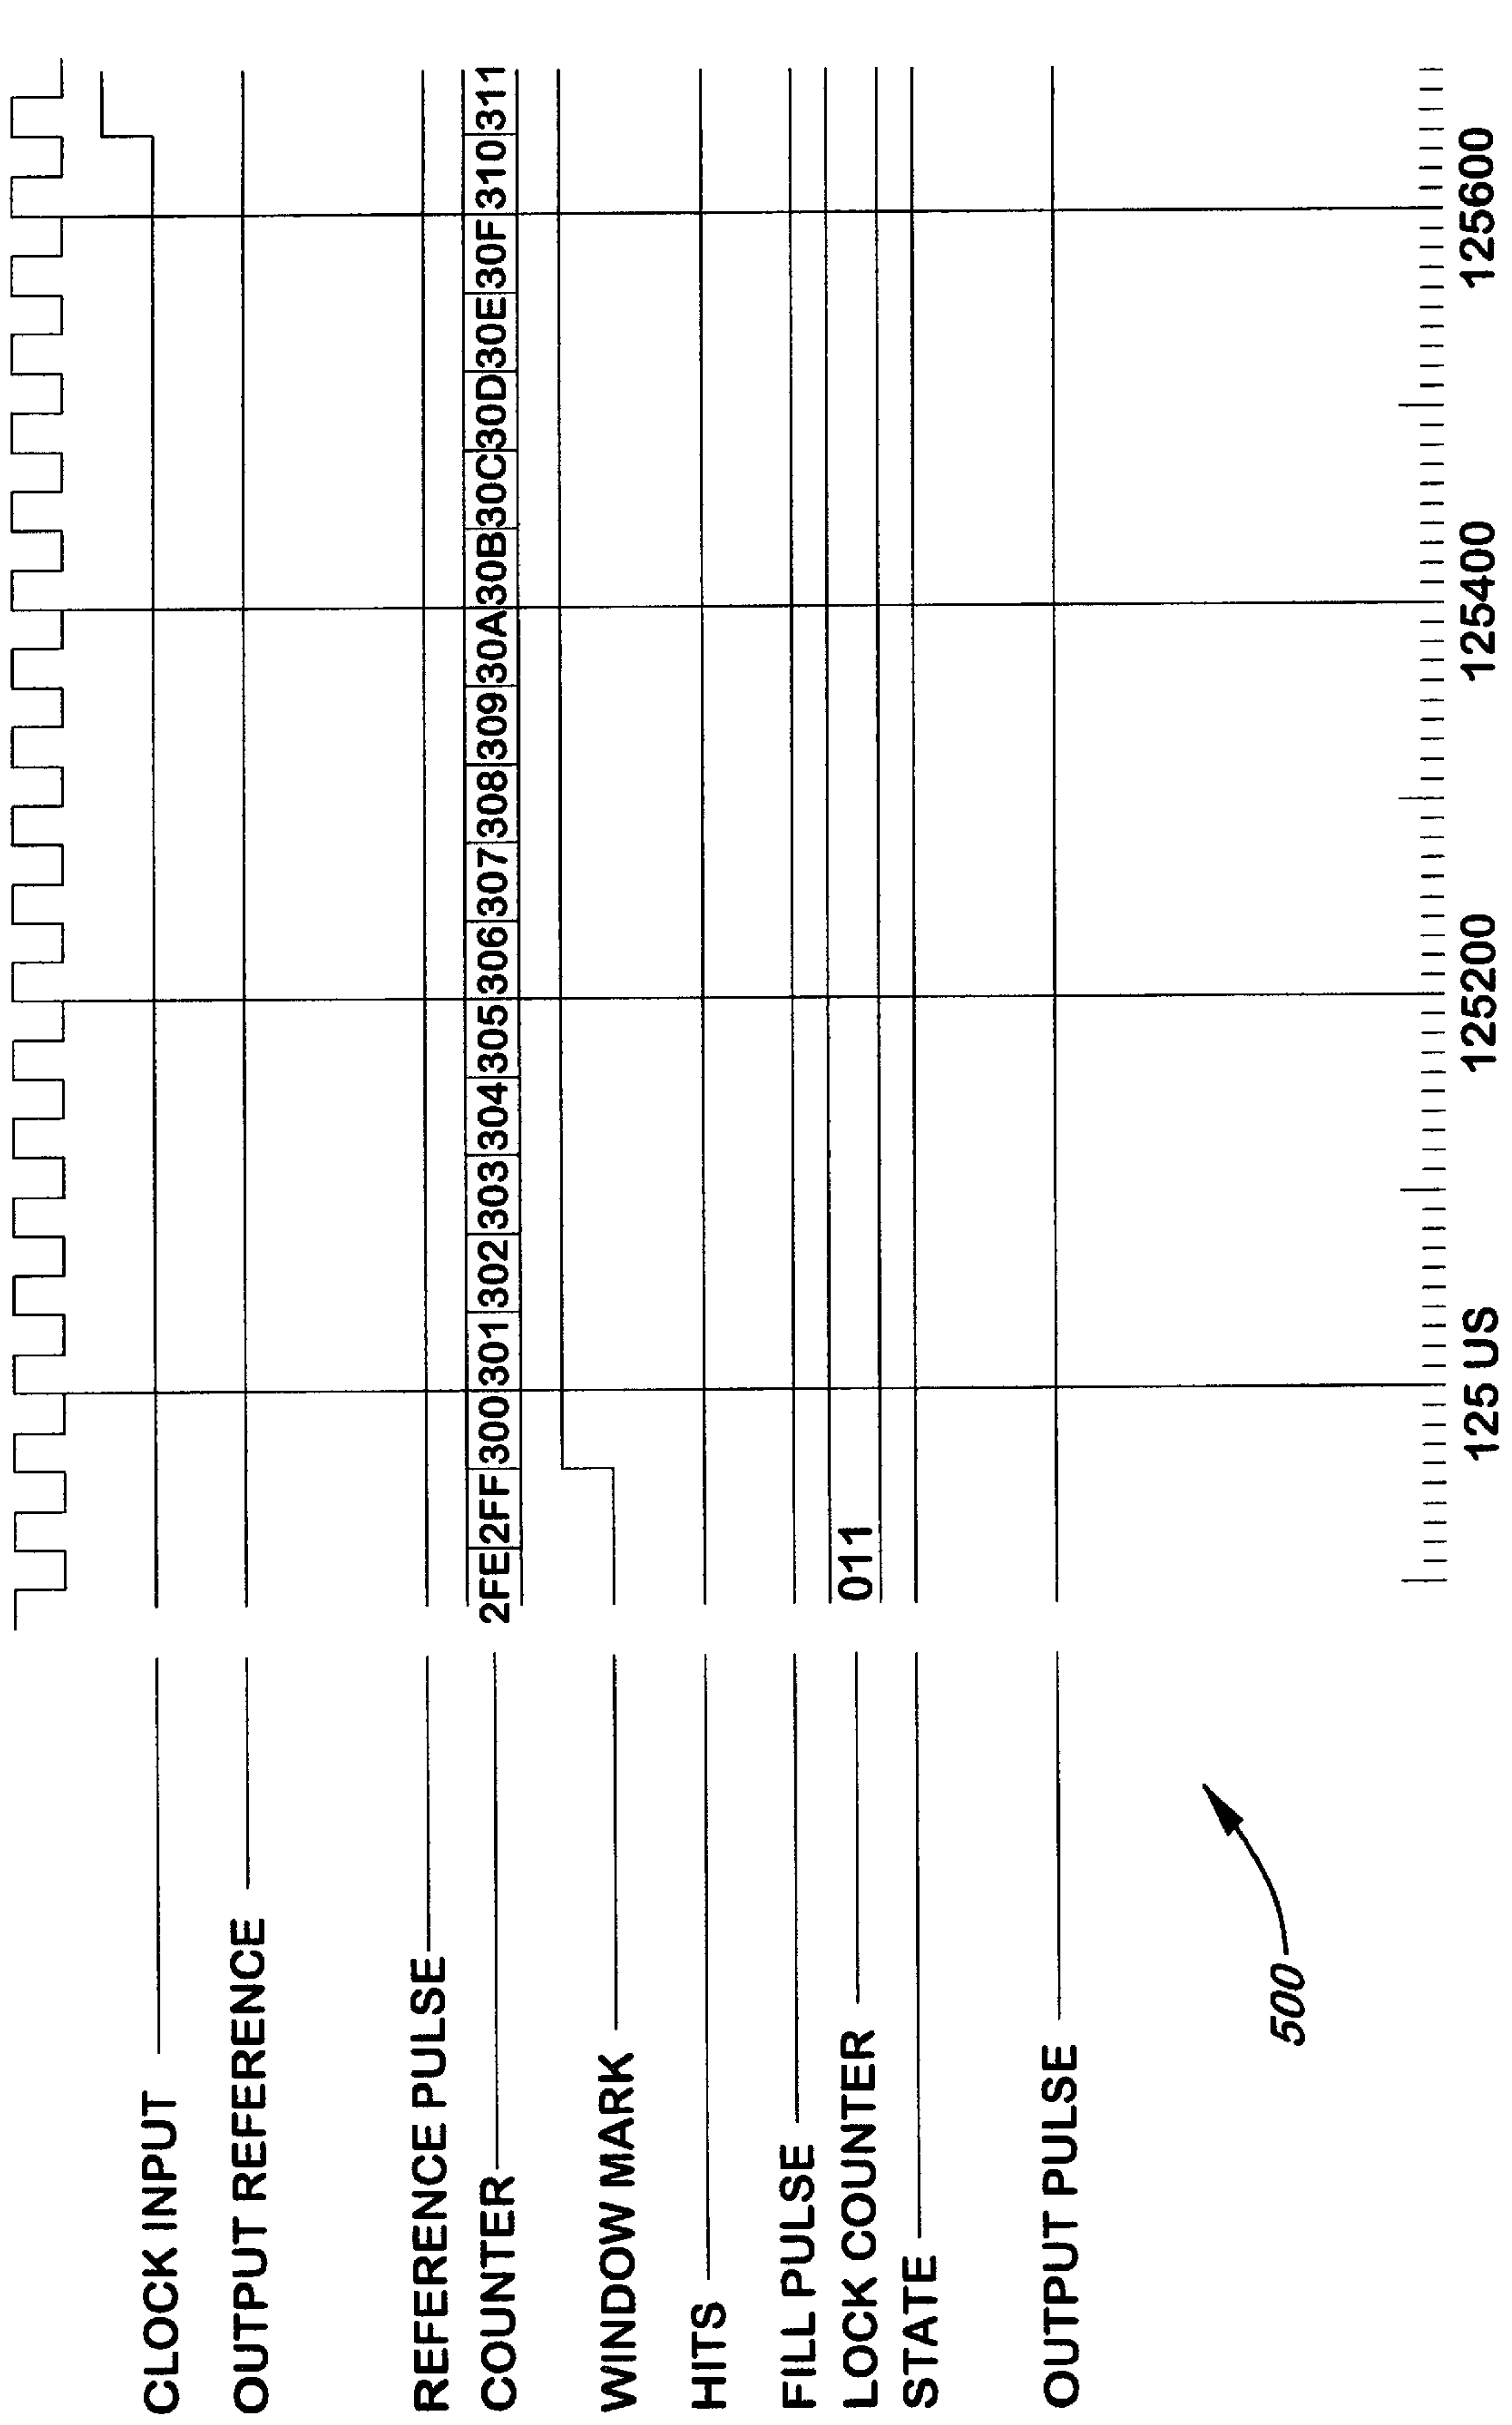 CLOCK INPUT
OUTPUT REFERENCE
REFERENCE PULSE
COUNTER
2FE 2FF 300 301 302 303 304 305 306 307 308 309 30A 30B 30C 30D 30E 30F 310 311
WINDOW MARK
HITS
FILL PULSE
LOCK COUNTER
011
STATE
OUTPUT PULSE
500
125 US 125200 125400 125600